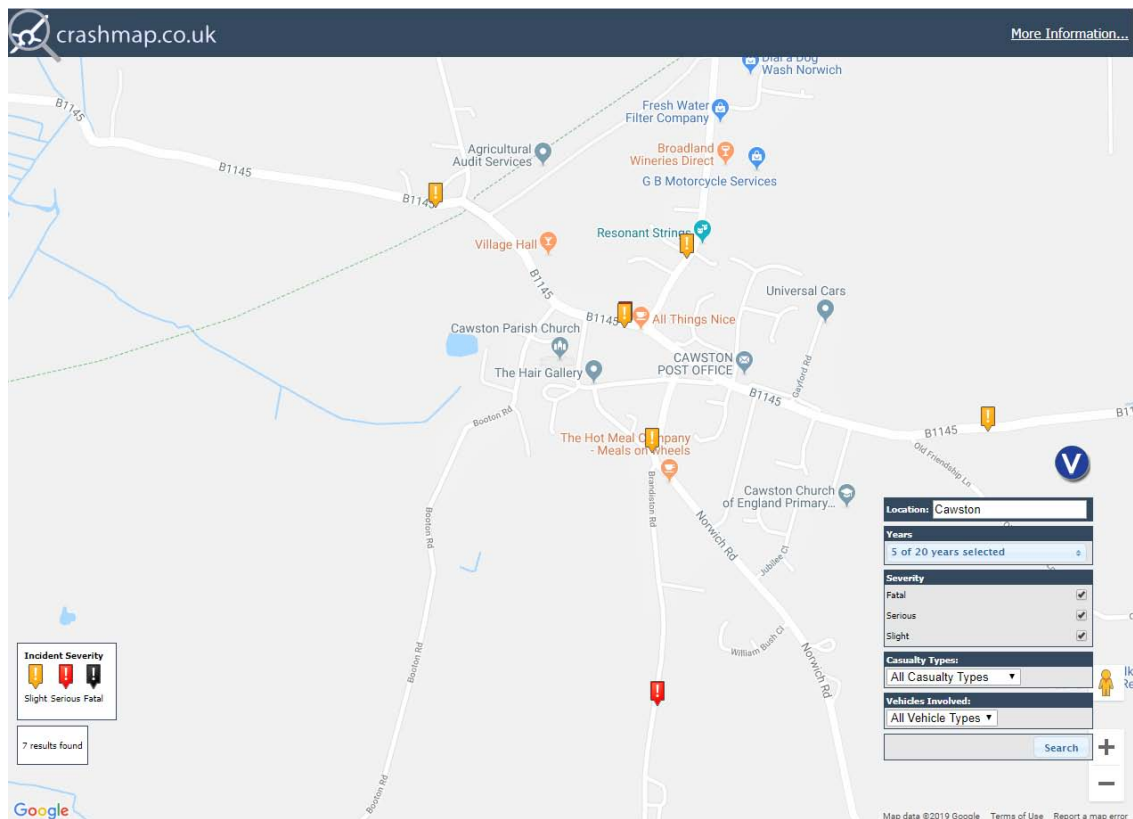 crashmap.co.uk
More Information...
Dial a Dog
Wash Norwich
B1145
Fresh Water
Filter Company
Agricultural
Audit Services
Broadland
Wineries Direct
B1145
G B Motorcycle Services
B1145
Resonant Strings
Village Hall
B1145
Universal Cars
B1145
All Things Nice
Cawston Parish Church
CAWSTON
POST OFFICE
The Hair Gallery
Gayford Rd
B1145
Booton Rd
B1145
The Hot Meal Company
- Meals on wheels
Old Friendship Ln
Brandiston Rd
Cawston Church
of England Primary...
Booton Rd
Norwich Rd
Jubilee Cl
William Bush Cl
Booton Rd
Norwich Rd
Booton Rd
Location: Cawston
Years
5 of 20 years selected
Severity
Fatal
Serious
Slight
Casualty Types:
All Casualty Types
Vehicles Involved:
All Vehicle Types
Search
Incident Severity
Slight Serious Fatal
7 results found
Google
Map data ©2019 Google Terms of Use Report a map error